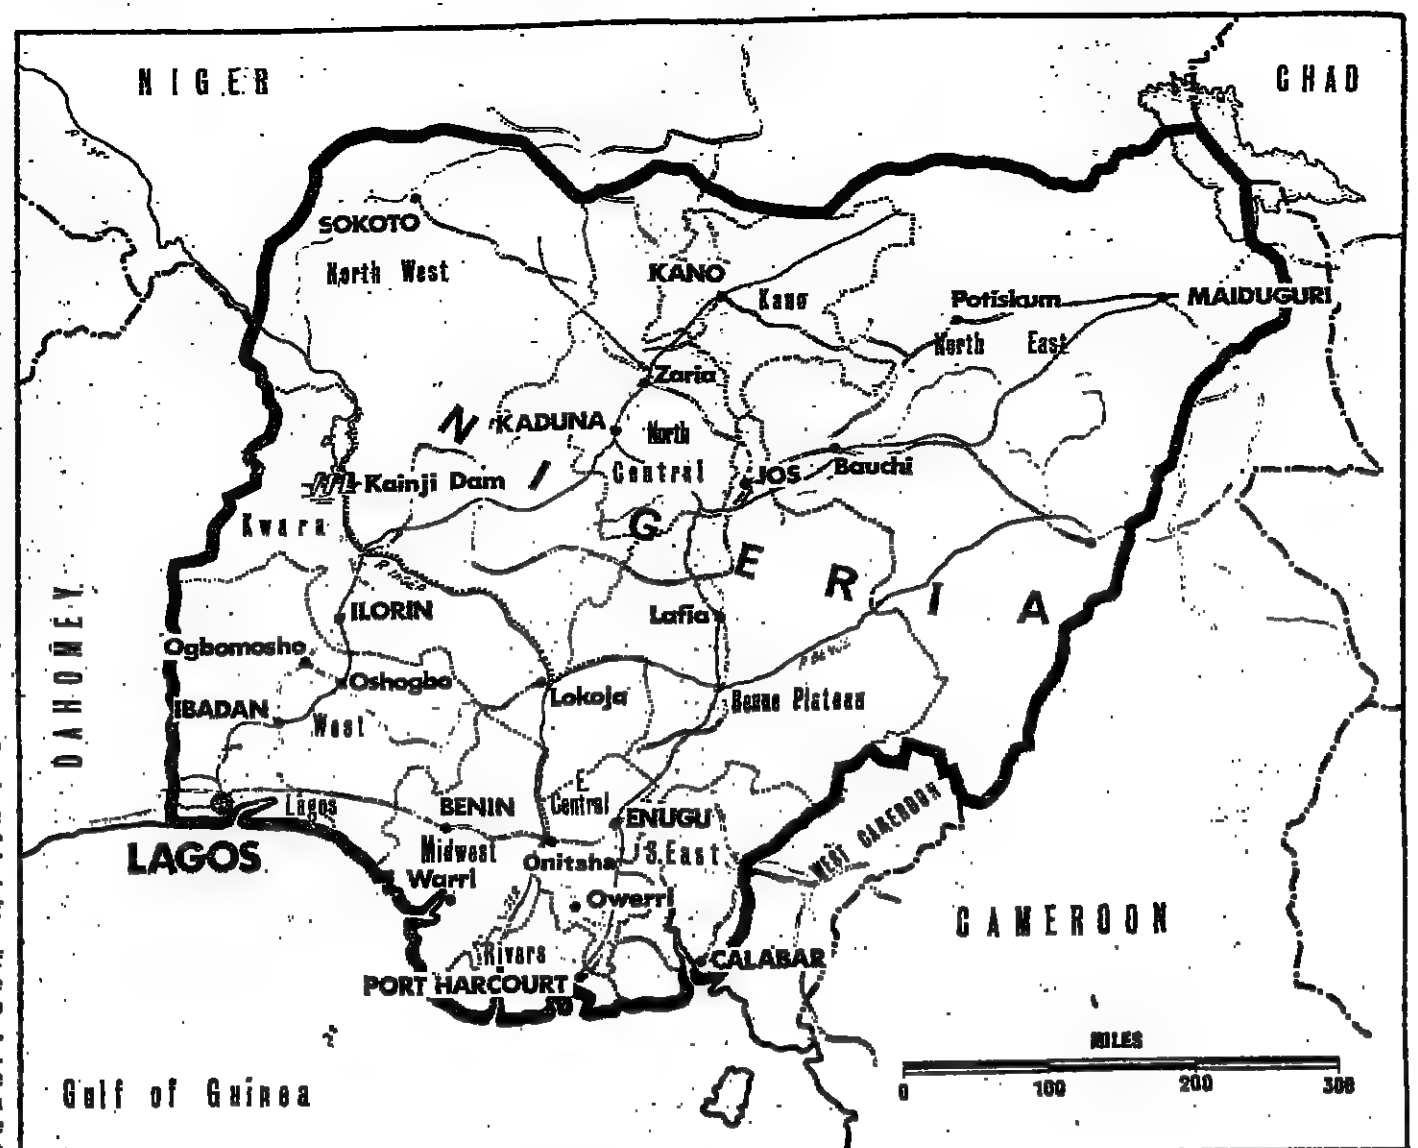 NIGER
CHAD
SOKOTO
North West
KANO
Kano
Potiskum
MAIDUGURI
North East
Zaria
NIGERIA
KADUNA
North
Central
JOS
Bauchi
Kainji Dam
Kwara
R Niger
ILORIN
Lafia
Ogbomosho
Oshogbo
Lokoja
R Benue
Benue Plateau
IBADAN
West
DAHOMEY
Lagos
BENIN
E.
Central
ENUGU
Midwest
Onitsha
S.East
WEST CAMEROON
LAGOS
Warri
Owerri
CAMEROON
Rivers
CALABAR
PORT HARCOURT
MILES
0 100 200 300
Gulf of Guinea